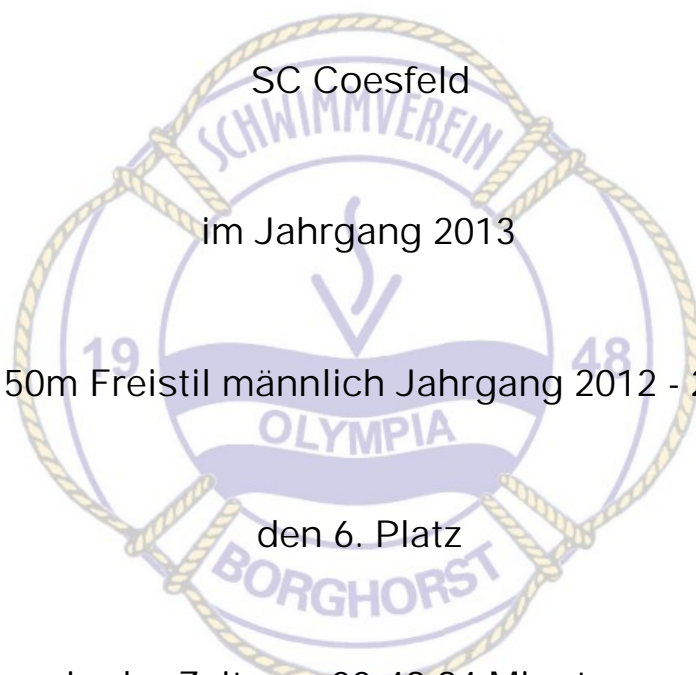 SC Coesfeld
SCHWIMMVEREIN
im Jahrgang 2013
19 48
50m Freistil männlich Jahrgang 2012 -
OLYMPIA
den 6. Platz
BORGHORST